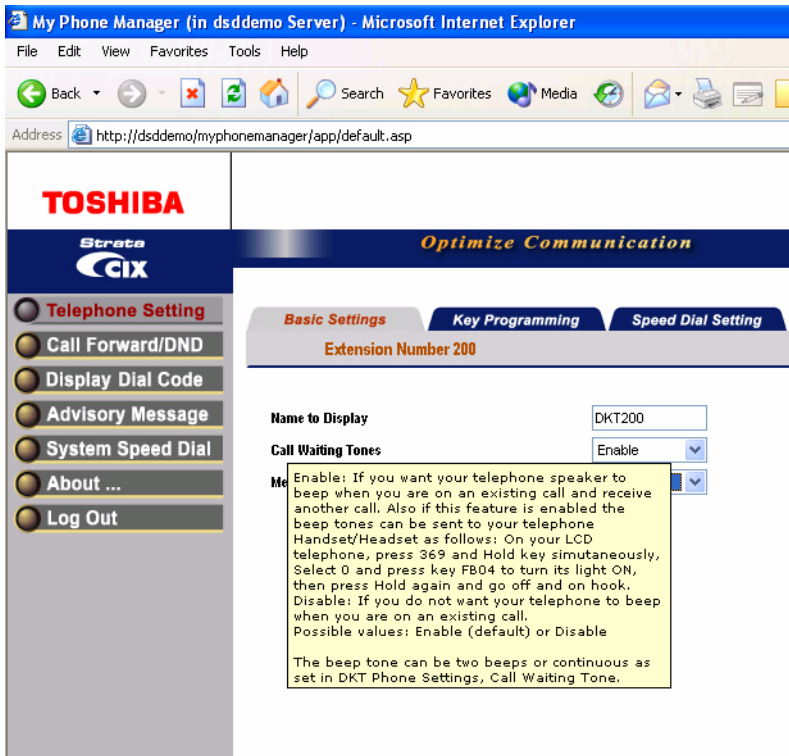 My Phone Manager (in dsddemo Server) - Microsoft Internet Explorer
File Edit View Favorites Tools Help
Back Search Favorites Media
Address http://dsddemo/myphonemanager/app/default.asp
TOSHIBA
Strata
CIX
Optimize Communication
Telephone Setting
Call Forward/DND
Display Dial Code
Advisory Message
System Speed Dial
About ...
Log Out
Basic Settings Key Programming Speed Dial Setting
Extension Number 200
Name to Display DKT200
Call Waiting Tones Enable
Me
Enable: If you want your telephone speaker to
beep when you are on an existing call and receive
another call. Also if this feature is enabled the
beep tones can be sent to your telephone
Handset/Headset as follows: On your LCD
telephone, press 369 and Hold key simutaneously,
Select 0 and press key FB04 to turn its light ON,
then press Hold again and go off and on hook.
Disable: If you do not want your telephone to beep
when you are on an existing call.
Possible values: Enable (default) or Disable
The beep tone can be two beeps or continuous as
set in DKT Phone Settings, Call Waiting Tone.